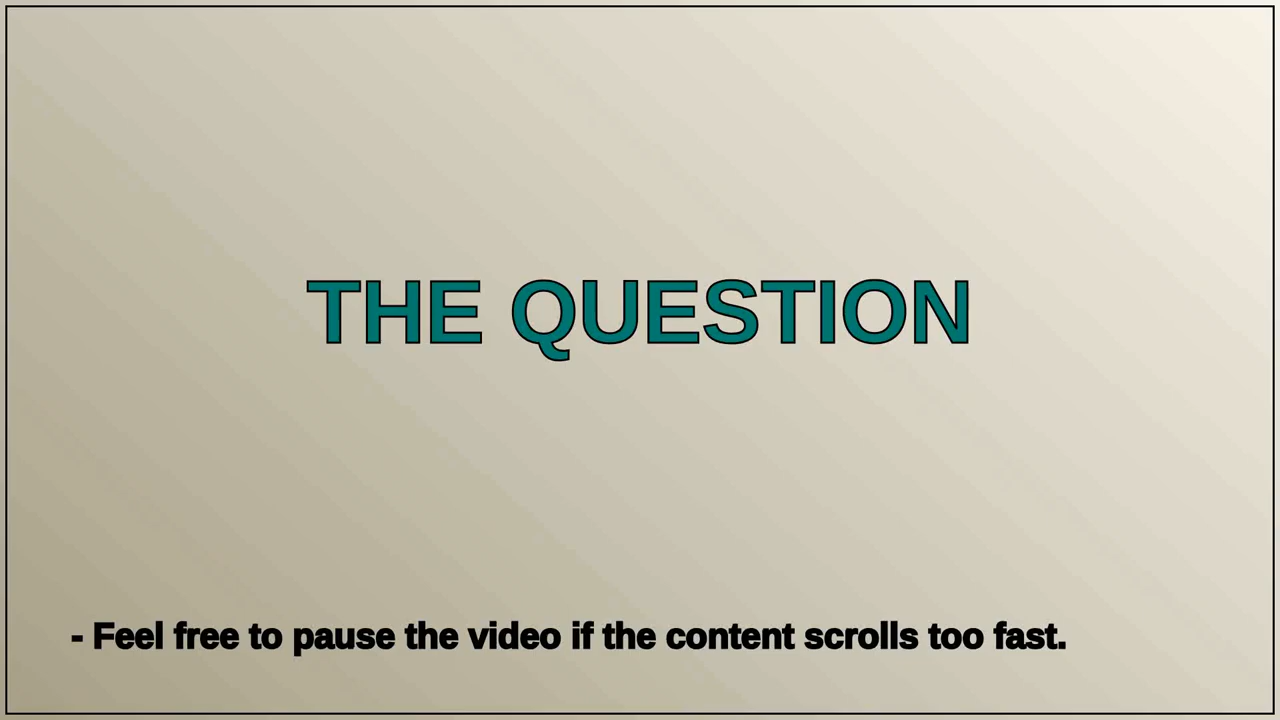 THE QUESTION
- Feel free to pause the video if the content scrolls too fast.